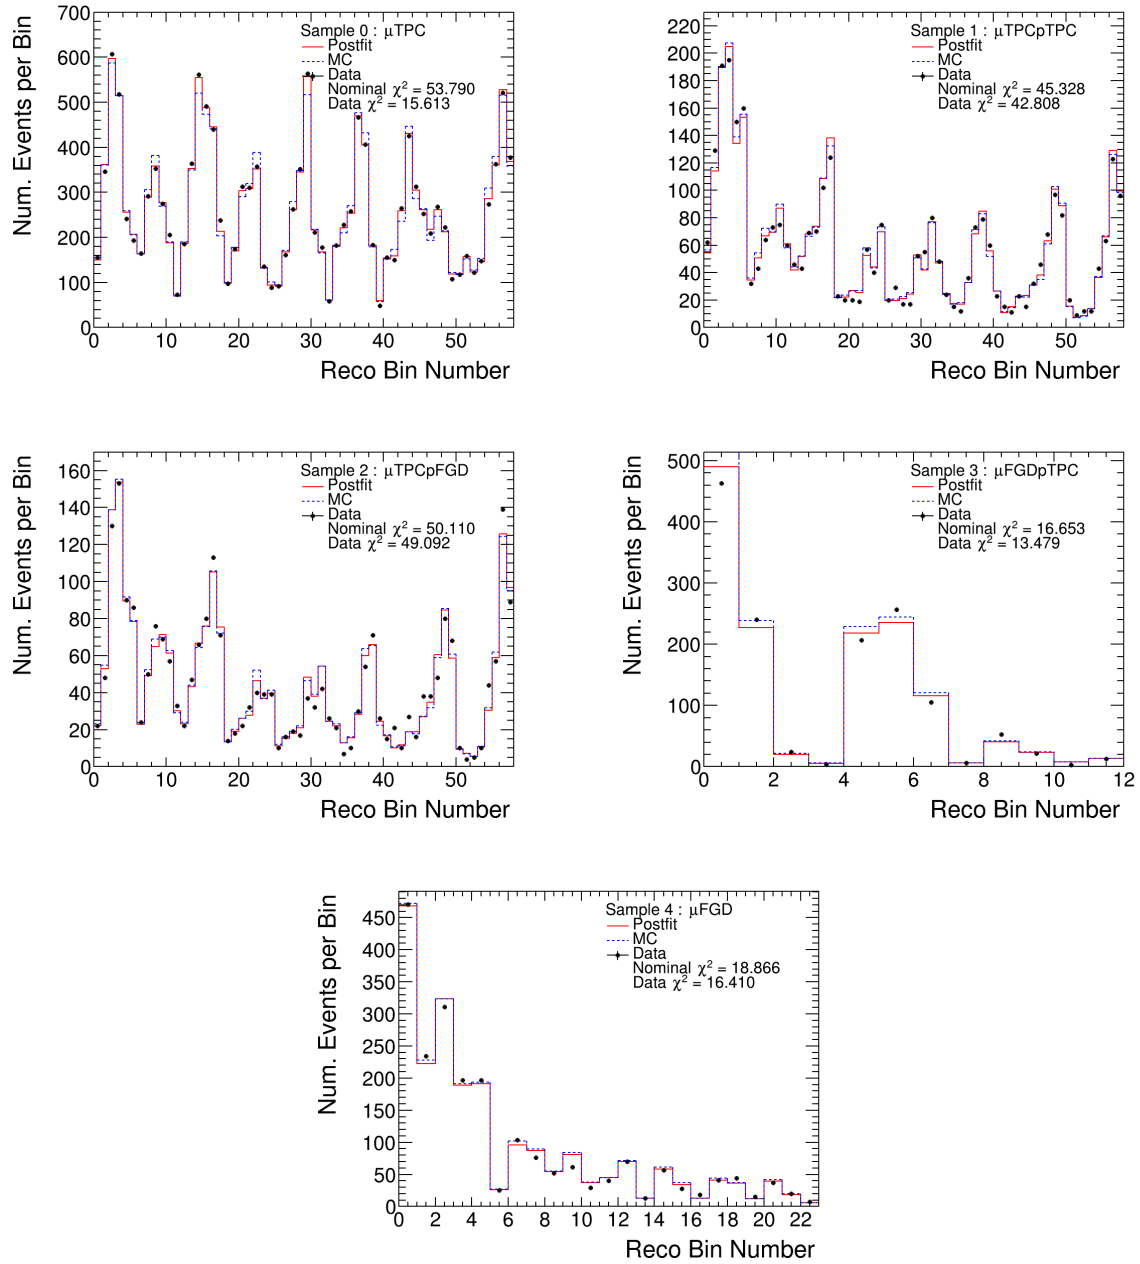 Num. Events per Bin
700
600
500
400
300
200
100
0
0 10 20 30 40 50
Reco Bin Number
Sample 0 : μTPC
Postfit
MC
Data
Nominal χ² = 53.790
Data χ² = 15.613
Num. Events per Bin
220
200
180
160
140
120
100
80
60
40
20
0
0 10 20 30 40 50
Reco Bin Number
Sample 1 : μTPCpTPC
Postfit
MC
Data
Nominal χ² = 45.328
Data χ² = 42.808
Num. Events per Bin
160
140
120
100
80
60
40
20
0
0 10 20 30 40 50
Reco Bin Number
Sample 2 : μTPCpFGD
Postfit
MC
Data
Nominal χ² = 50.110
Data χ² = 49.092
Num. Events per Bin
500
400
300
200
100
0
0 2 4 6 8 10 12
Reco Bin Number
Sample 3 : μFGDpTPC
Postfit
MC
Data
Nominal χ² = 16.653
Data χ² = 13.479
Num. Events per Bin
450
400
350
300
250
200
150
100
50
0
0 2 4 6 8 10 12 14 16 18 20 22
Reco Bin Number
Sample 4 : μFGD
Postfit
MC
Data
Nominal χ² = 18.866
Data χ² = 16.410